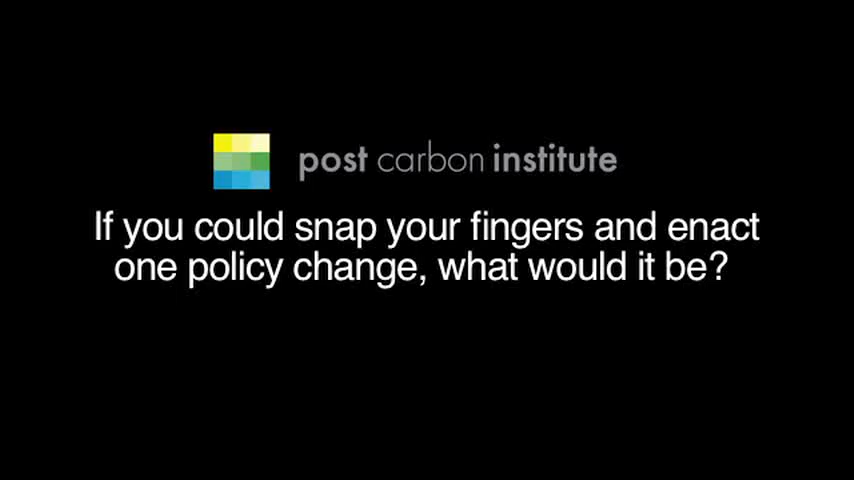 post carbon institute
If you could snap your fingers and enact
one policy change, what would it be?